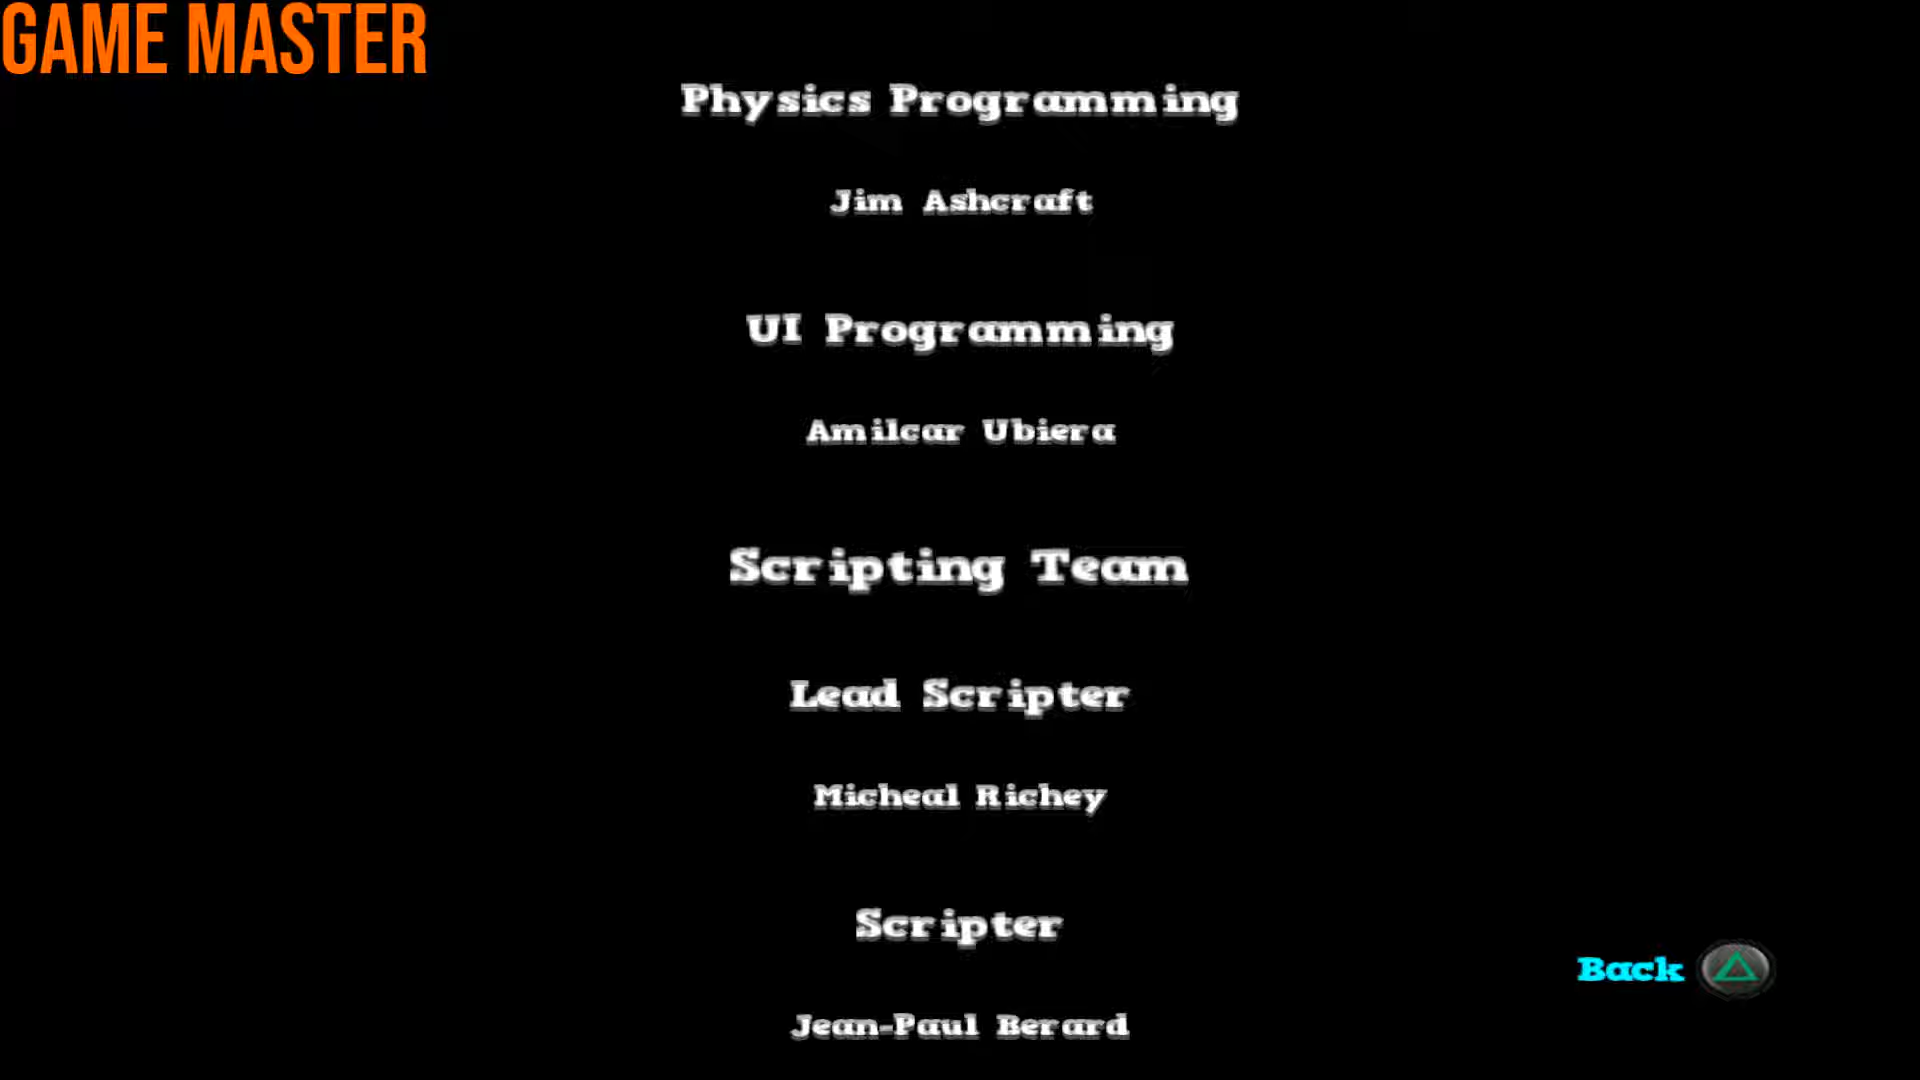 GAME MASTER
Physics Programming
Jim Ashcraft
UI Programming
Amilcar Ubiera
Scripting Team
Lead Scripter
Micheal Richey
Scripter
Back
Jean-Paul Berard